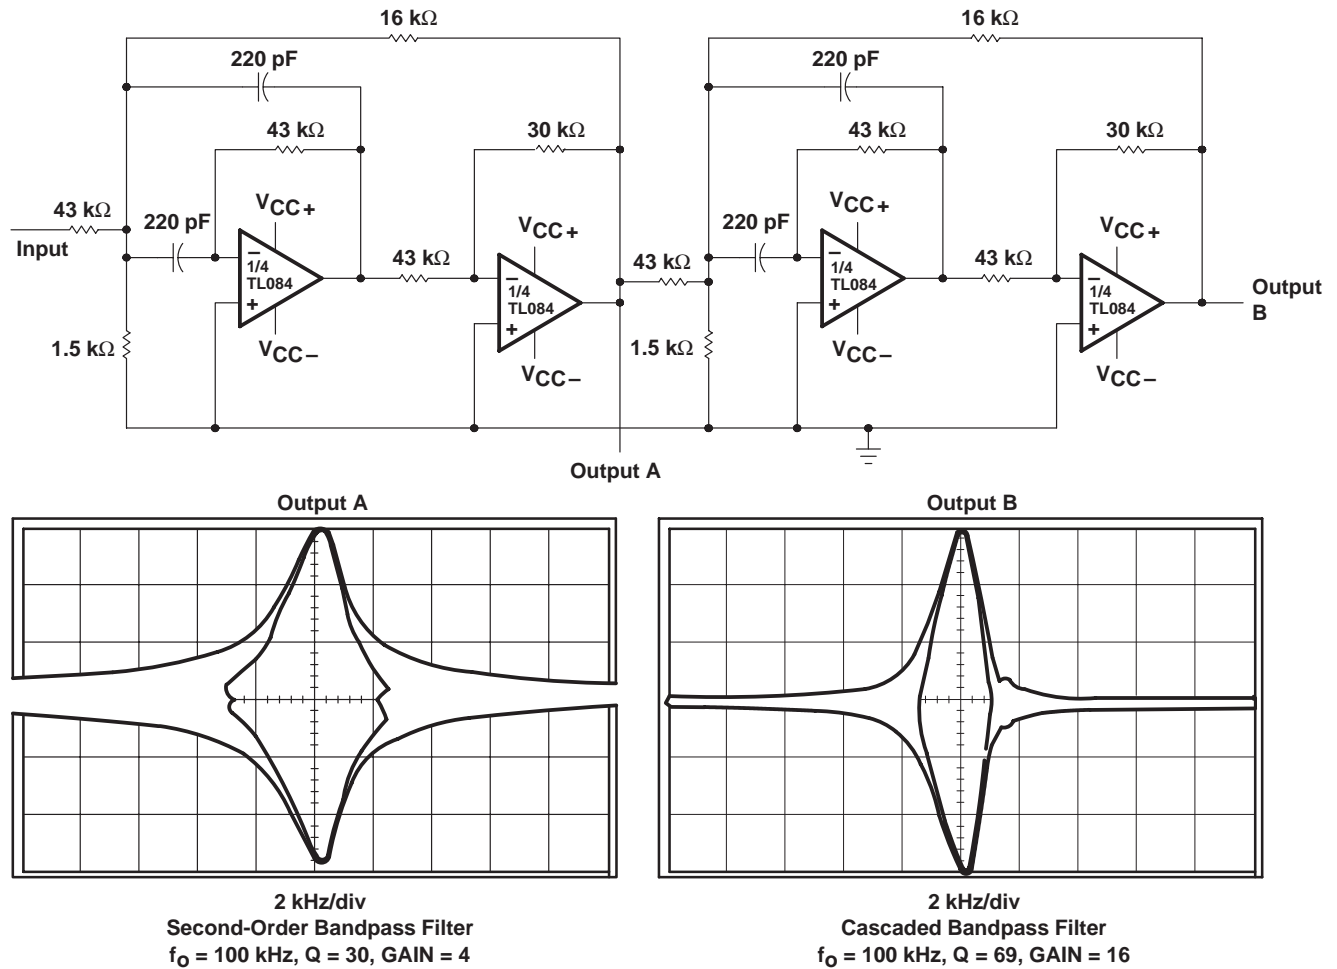 16 kΩ
16 kΩ
220 pF
220 pF
43 kΩ
30 kΩ
43 kΩ
30 kΩ
43 kΩ
Input
220 pF
VCC+
–
1/4
TL084
+
VCC–
43 kΩ
VCC+
–
1/4
TL084
+
VCC–
1.5 kΩ
43 kΩ
220 pF
VCC+
–
1/4
TL084
+
VCC–
43 kΩ
VCC+
–
1/4
TL084
+
VCC–
1.5 kΩ
Output
B
Output A
Output A
Output B
2 kHz/div
Second-Order Bandpass Filter
fo = 100 kHz, Q = 30, GAIN = 4
2 kHz/div
Cascaded Bandpass Filter
fo = 100 kHz, Q = 69, GAIN = 16